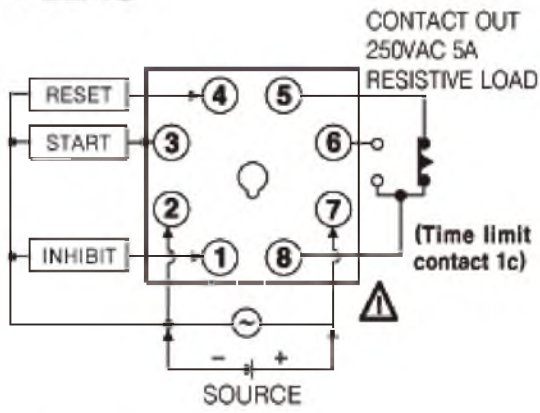 CONTACT OUT
250VAC 5A
RESISTIVE LOAD
RESET
4
5
START
3
6
2
7
INHIBIT
1
8
(Time limit
contact 1c)
~
- +
SOURCE